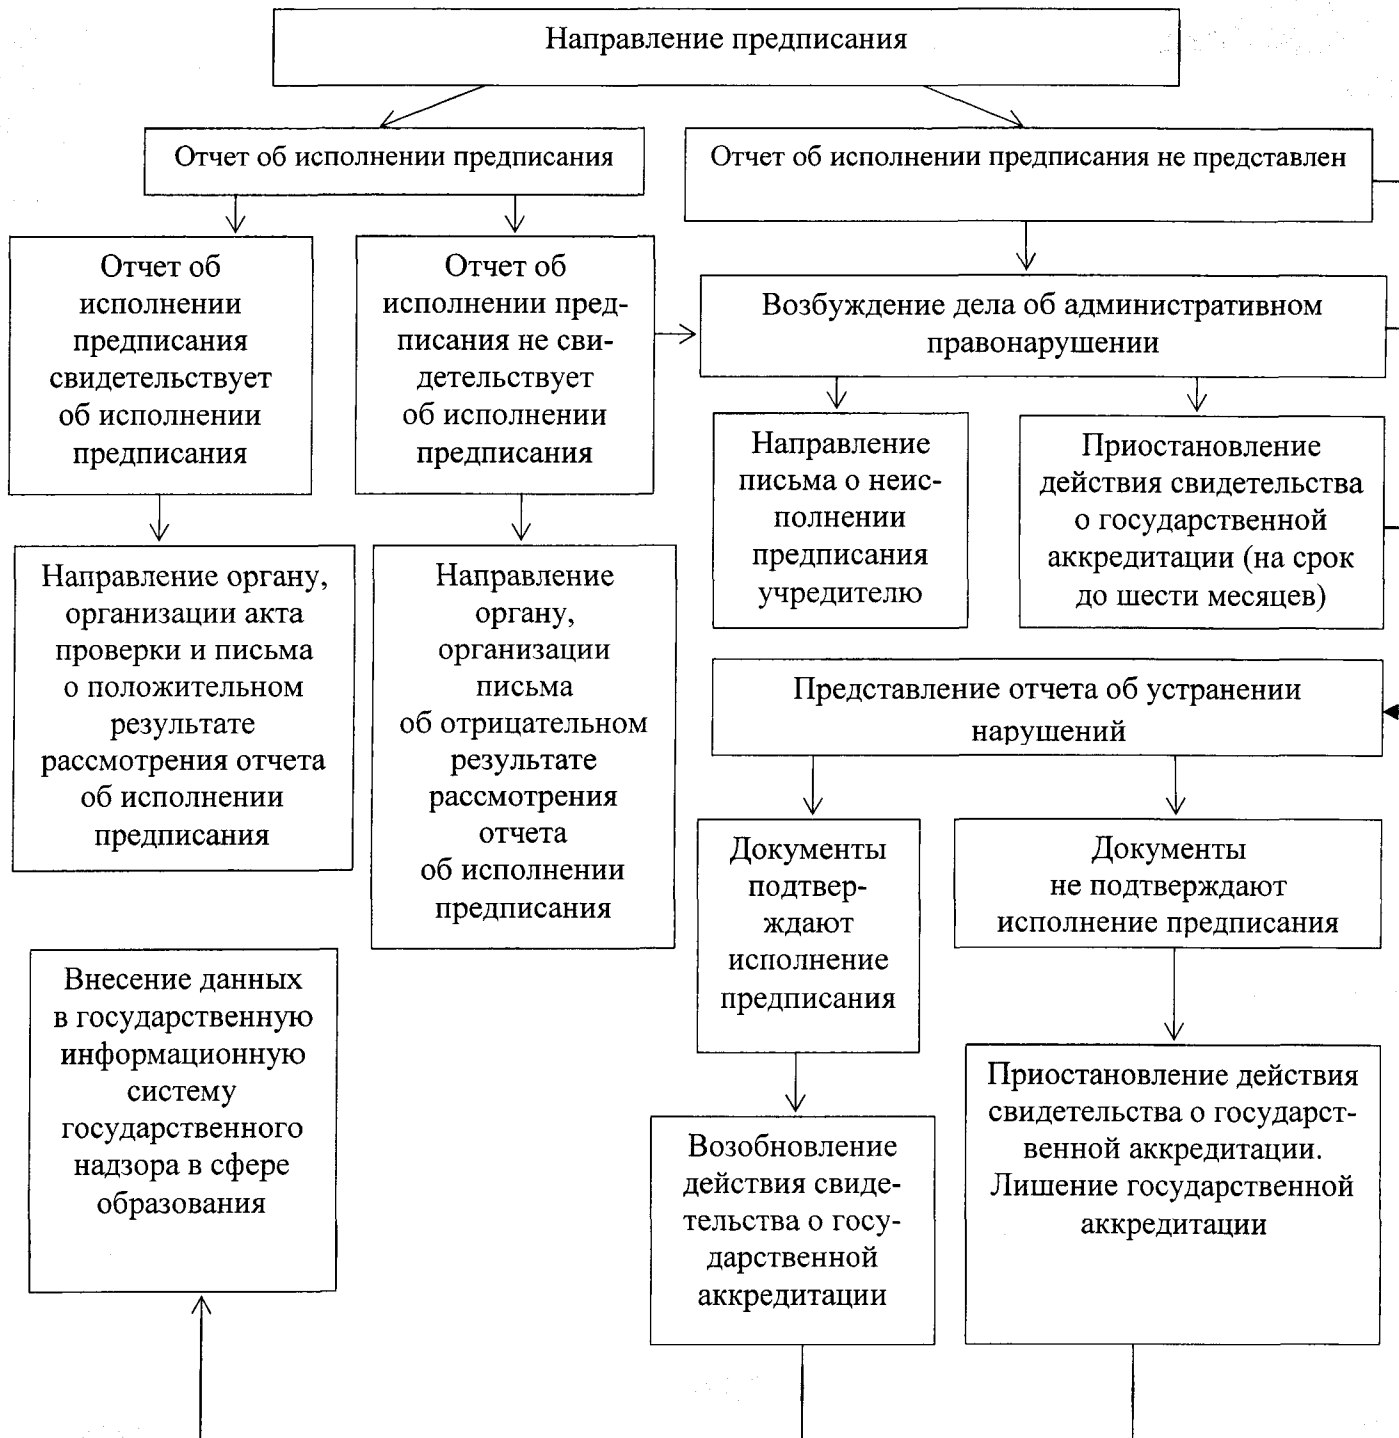 Направление предписания
Отчет об исполнении предписания
Отчет об исполнении предписания не представлен
Отчет об
исполнении
предписания
свидетельствует
об исполнении
предписания
Отчет об
исполнении пред-
писания не сви-
детельствует
об исполнении
предписания
Возбуждение дела об административном
правонарушении
Направление
письма о неис-
полнении
предписания
учредителю
Приостановление
действия свидетельства
о государственной
аккредитации (на срок
до шести месяцев)
Направление органу,
организации акта
проверки и письма
о положительном
результате
рассмотрения отчета
об исполнении
предписания
Направление
органу,
организации
письма
об отрицательном
результате
рассмотрения
отчета
об исполнении
предписания
Представление отчета об устранении
нарушений
Документы
подтвер-
ждают
исполнение
предписания
Документы
не подтверждают
исполнение предписания
Внесение данных
в государственную
информационную
систему
государственного
надзора в сфере
образования
Возобновление
действия свиде-
тельства о госу-
дарственной
аккредитации
Приостановление действия
свидетельства о государст-
венной аккредитации.
Лишение государственной
аккредитации